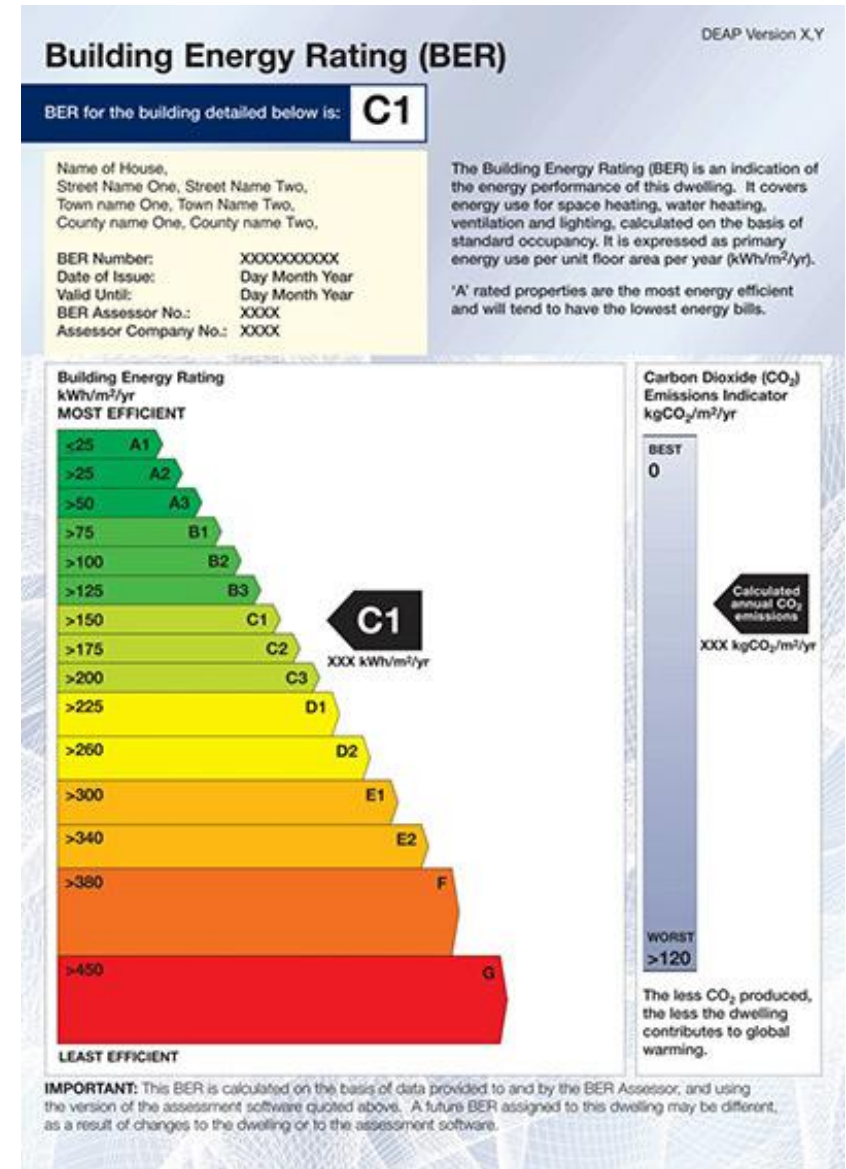 DEAP Version X,Y
Building Energy Rating (BER)
BER for the building detailed below is: C1
Name of House,
Street Name One, Street Name Two,
Town name One, Town Name Two,
County name One, County name Two,
BER Number: XXXXXXXXXX
Date of Issue: Day Month Year
Valid Until: Day Month Year
BER Assessor No.: XXXX
Assessor Company No.: XXXX
The Building Energy Rating (BER) is an indication of
the energy performance of this dwelling. It covers
energy use for space heating, water heating,
ventilation and lighting, calculated on the basis of
standard occupancy. It is expressed as primary
energy use per unit floor area per year (kWh/m²/yr).
'A' rated properties are the most energy efficient
and will tend to have the lowest energy bills.
Building Energy Rating
kWh/m²/yr
MOST EFFICIENT
≤25 A1
>25 A2
>50 A3
>75 B1
>100 B2
>125 B3
>150 C1
>175 C2
>200 C3
>225 D1
>260 D2
>300 E1
>340 E2
>380 F
>450 G
LEAST EFFICIENT
C1
XXX kWh/m²/yr
Carbon Dioxide (CO₂)
Emissions Indicator
kgCO₂/m²/yr
BEST
0
Calculated
annual CO₂
emissions
XXX kgCO₂/m²/yr
WORST
>120
The less CO₂ produced,
the less the dwelling
contributes to global
warming.
IMPORTANT: This BER is calculated on the basis of data provided to and by the BER Assessor, and using
the version of the assessment software quoted above. A future BER assigned to this dwelling may be different,
as a result of changes to the dwelling or to the assessment software.